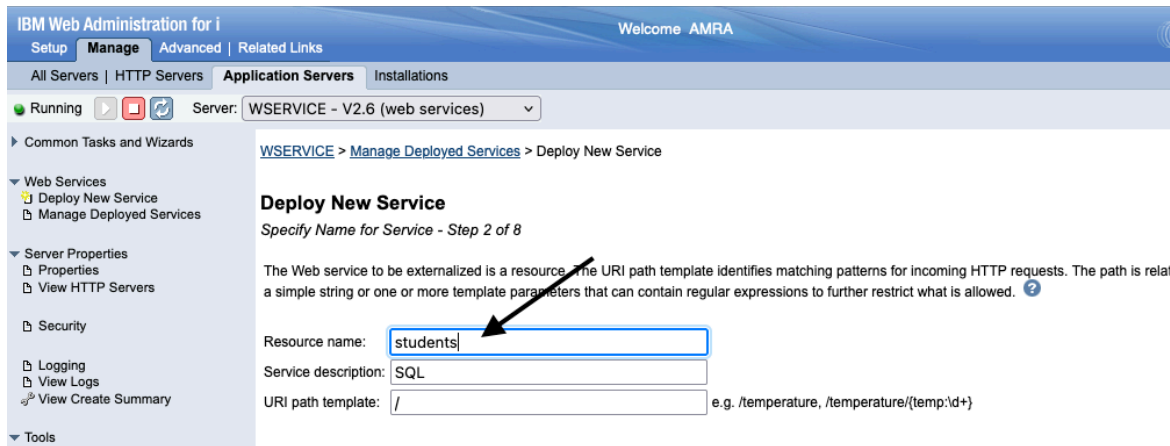 IBM Web Administration for i
Welcome AMRA
Setup Manage Advanced | Related Links
All Servers | HTTP Servers Application Servers Installations
Running Server: WSERVICE - V2.6 (web services)
Common Tasks and Wizards
WSERVICE > Manage Deployed Services > Deploy New Service
Web Services
Deploy New Service
Manage Deployed Services
Server Properties
Properties
View HTTP Servers
Security
Logging
View Logs
View Create Summary
Tools
Deploy New Service
Specify Name for Service - Step 2 of 8
The Web service to be externalized is a resource. The URI path template identifies matching patterns for incoming HTTP requests. The path is relat
a simple string or one or more template parameters that can contain regular expressions to further restrict what is allowed. ?
Resource name: students
Service description: SQL
URI path template: / e.g. /temperature, /temperature/{temp:\d+}